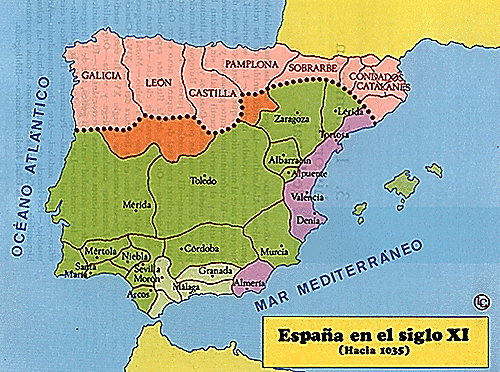 PAMPLONA
SOBRARBE
GALICIA
LEÓN
CASTILLA
CONDADOS
CATALANES
OCÉANO ATLÁNTICO
Zaragoza
Lérida
Tortosa
Albarracín
Alpuente
Toledo
Valencia
Mérida
Denia
Murcia
Córdoba
Mértola
Niebla
Santa
María
Sevilla
Morón
Granada
Málaga
Almería
Arcos
MAR MEDITERRÁNEO
España en el siglo XI
(Hacia 1035)